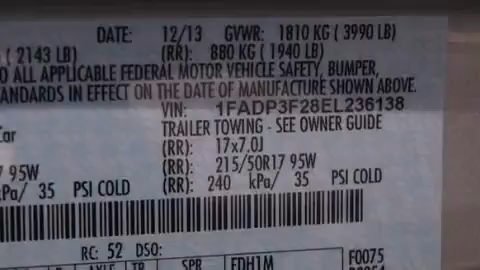 DATE: 12/13 GVWR: 1810 KG ( 3990 LB)
( 2143 LB) (RR): 880 KG ( 1940 LB)
O ALL APPLICABLE FEDERAL MOTOR VEHICLE SAFETY, BUMPER,
ANDARDS IN EFFECT ON THE DATE OF MANUFACTURE SHOWN ABOVE.
VIN: 1FADP3F28EL236138
Car TRAILER TOWING - SEE OWNER GUIDE
(RR): 17x7.0J
7 95W (RR): 215/50R17 95W
kPa/ 35 PSI COLD (RR): 240 kPa/ 35 PSI COLD
RC: 52 DSO: F0075
AXLE TR SPR FDH1M